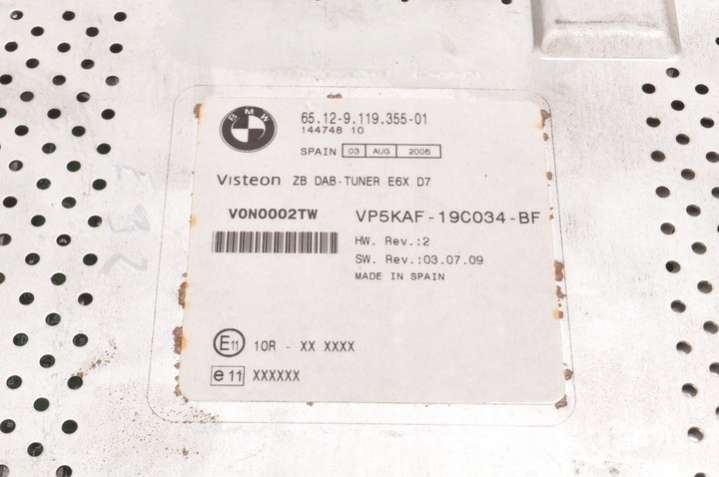 BMW
65.12-9.119.355-01
144748 10
SPAIN 03 AUG 2006
Visteon ZB DAB-TUNER E6X D7
VON0002TW
VP5KAF-19C034-BF
HW. Rev.:2
SW. Rev.:03.07.09
MADE IN SPAIN
E11 10R - XX XXXX
e11 XXXXXX